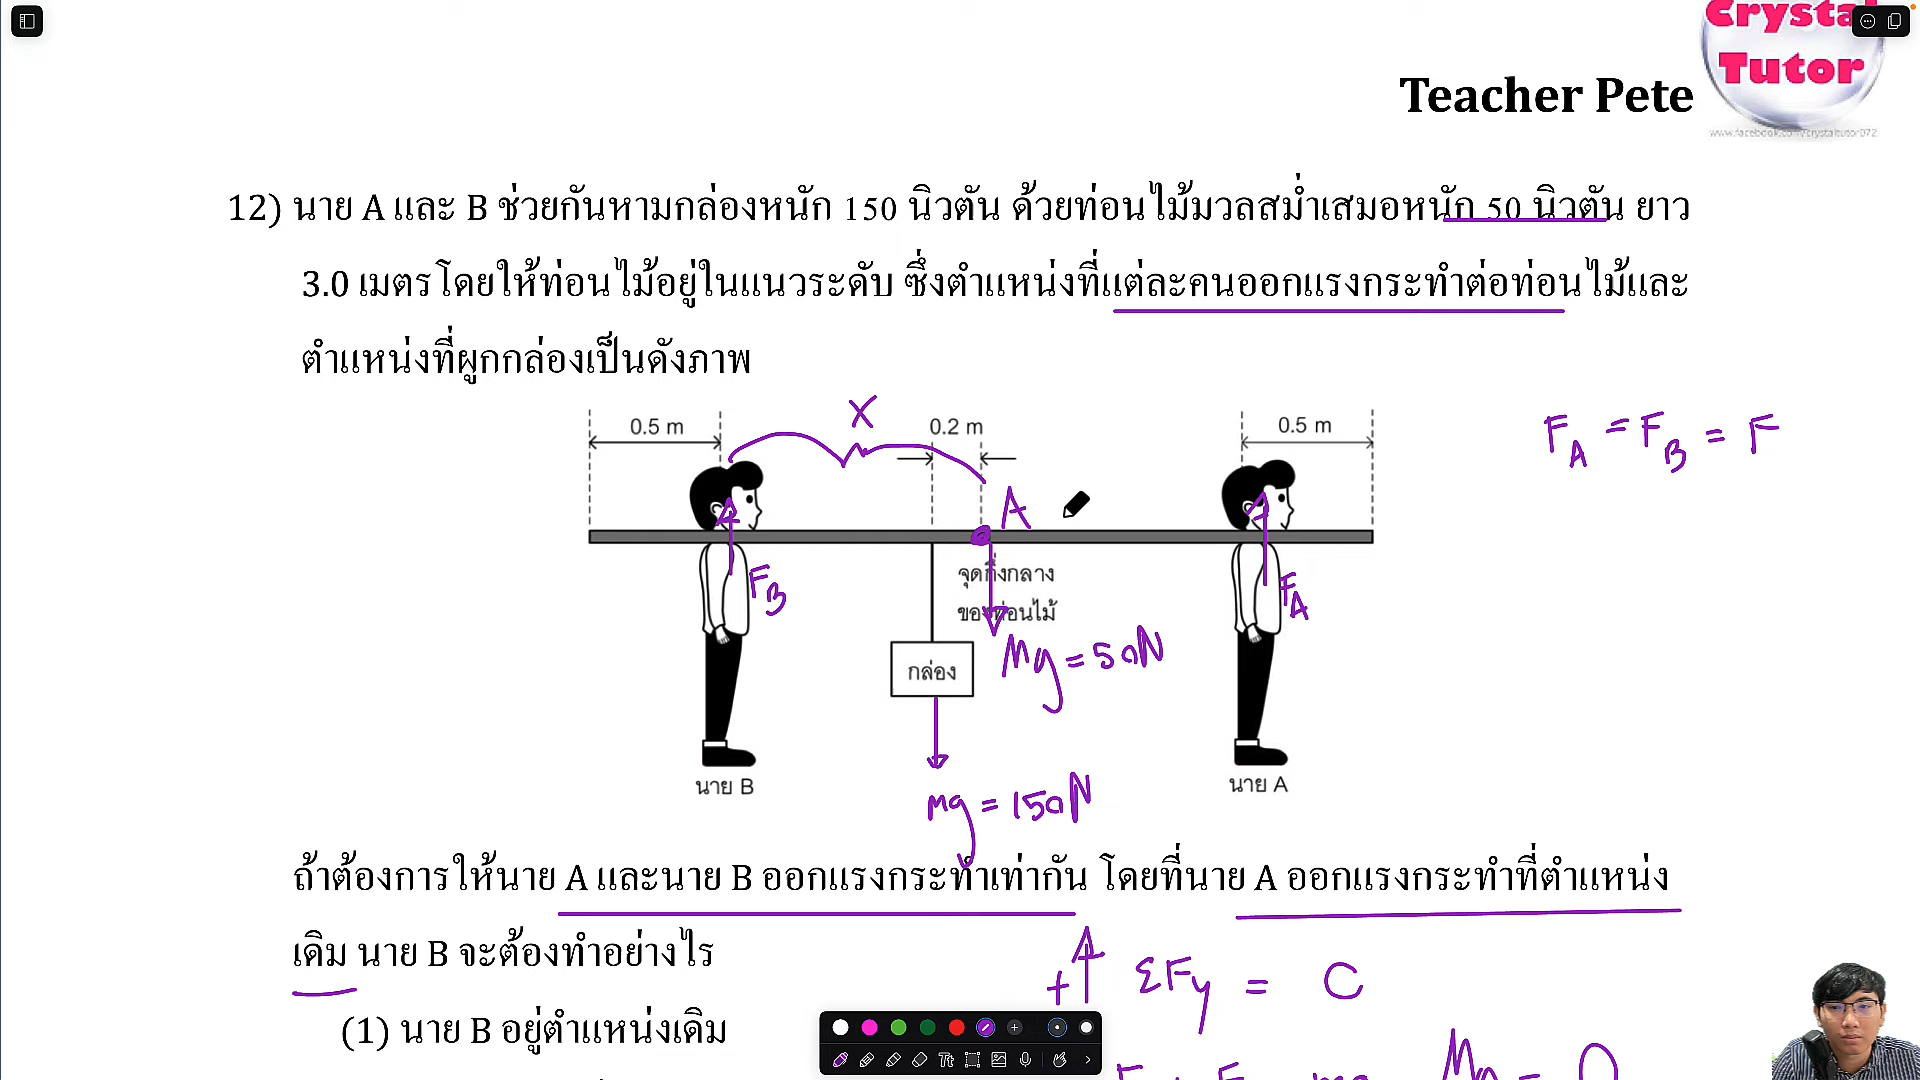 Crystal
Tutor
Teacher Pete
www.facebook.com/crystaltutor072
12) นาย A และ B ช่วยกันหามกล่องหนัก 150 นิวตัน ด้วยท่อนไม้มวลสม่ำเสมอหนัก 50 นิวตัน ยาว
3.0 เมตรโดยให้ท่อนไม้อยู่ในแนวระดับ ซึ่งตำแหน่งที่แต่ละคนออกแรงกระทำต่อท่อนไม้และ
ตำแหน่งที่ผูกกล่องเป็นดังภาพ
0.5 m X 0.2 m 0.5 m
F_A = F_B = F
A
จุดกึ่งกลาง
ของท่อนไม้
F_B F_A
กล่อง Mg = 50N
นาย B นาย A
mg = 150N
ถ้าต้องการให้นาย A และนาย B ออกแรงกระทำเท่ากัน โดยที่นาย A ออกแรงกระทำที่ตำแหน่ง
เดิม นาย B จะต้องทำอย่างไร
+ ΣFy =
(1) นาย B อยู่ตำแหน่งเดิม
Tt